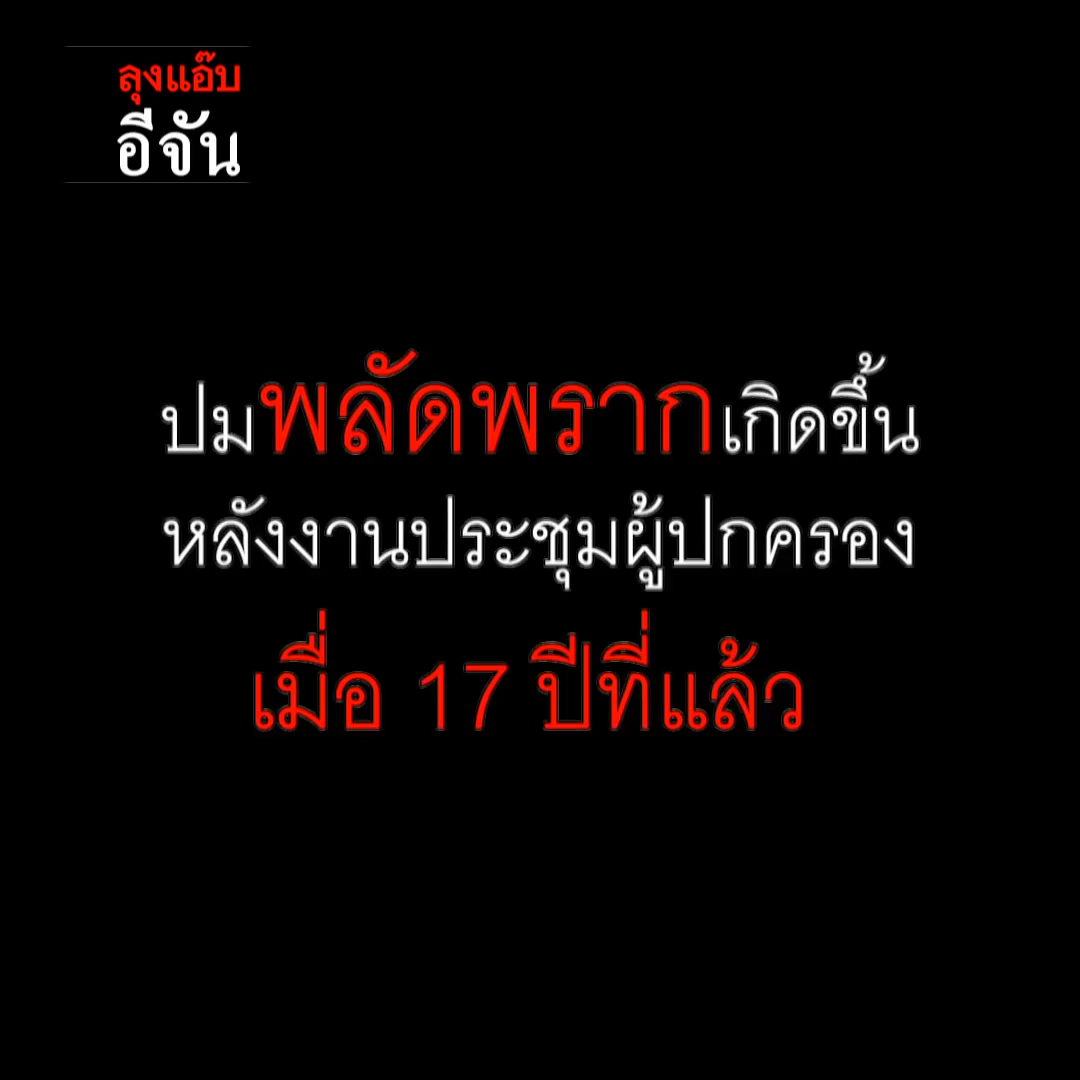 ลุงแอ๊บ
อีจัน
ปมพลัดพรากเกิดขึ้น
หลังงานประชุมผู้ปกครอง
เมื่อ 17 ปีที่แล้ว